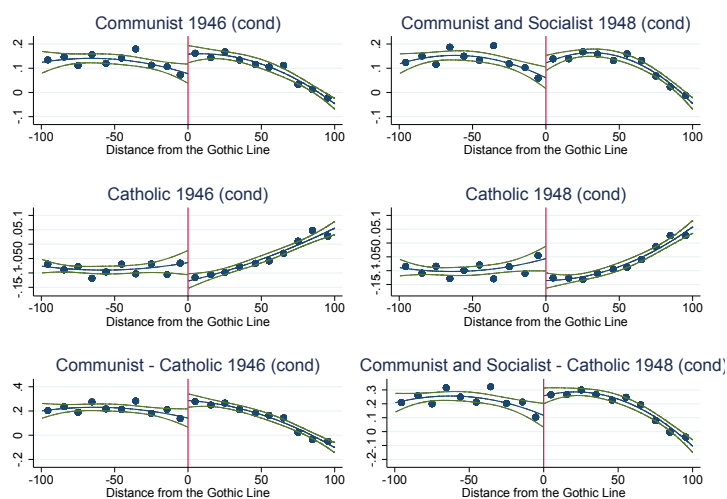 Communist 1946 (cond)
Communist and Socialist 1948 (cond)
-.1 0 .1 .2
-.1 0 .1 .2
-100 -50 0 50 100
-100 -50 0 50 100
Distance from the Gothic Line
Distance from the Gothic Line
Catholic 1946 (cond)
Catholic 1948 (cond)
-.15-.1-.050 .05.1
-.15-.1-.050 .05.1
-100 -50 0 50 100
-100 -50 0 50 100
Distance from the Gothic Line
Distance from the Gothic Line
Communist - Catholic 1946 (cond)
Communist and Socialist - Catholic 1948 (cond)
-.2 0 .2 .4
-.2-.1 0 .1 .2 .3
-100 -50 0 50 100
-100 -50 0 50 100
Distance from the Gothic Line
Distance from the Gothic Line